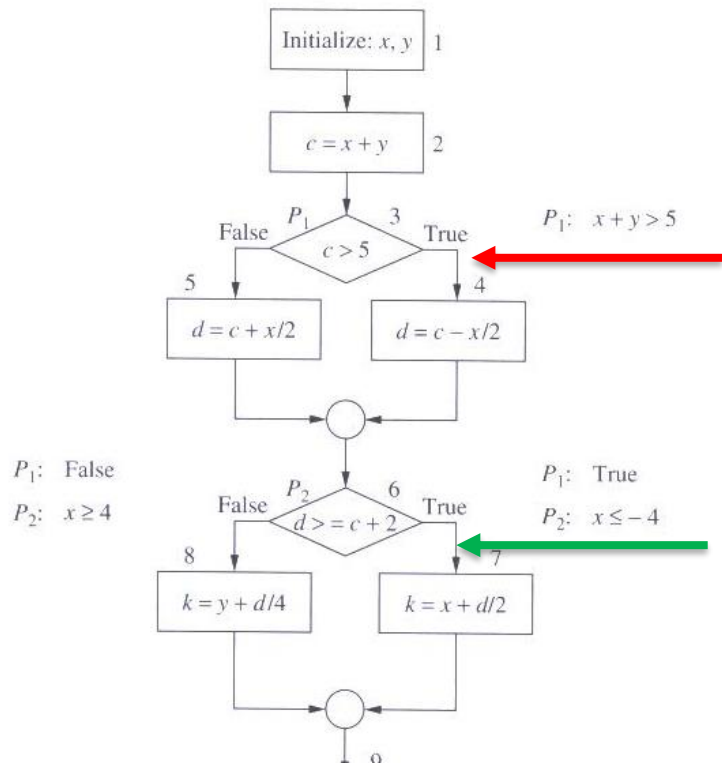 Initialize: x, y 1
c = x + y 2
P₁ 3
False True
c > 5
P₁: x + y > 5
5 4
d = c + x/2 d = c − x/2
P₁: False
P₂: x ≥ 4
P₂ 6
False True
d > = c + 2
P₁: True
P₂: x ≤ − 4
8 7
k = y + d/4 k = x + d/2
9